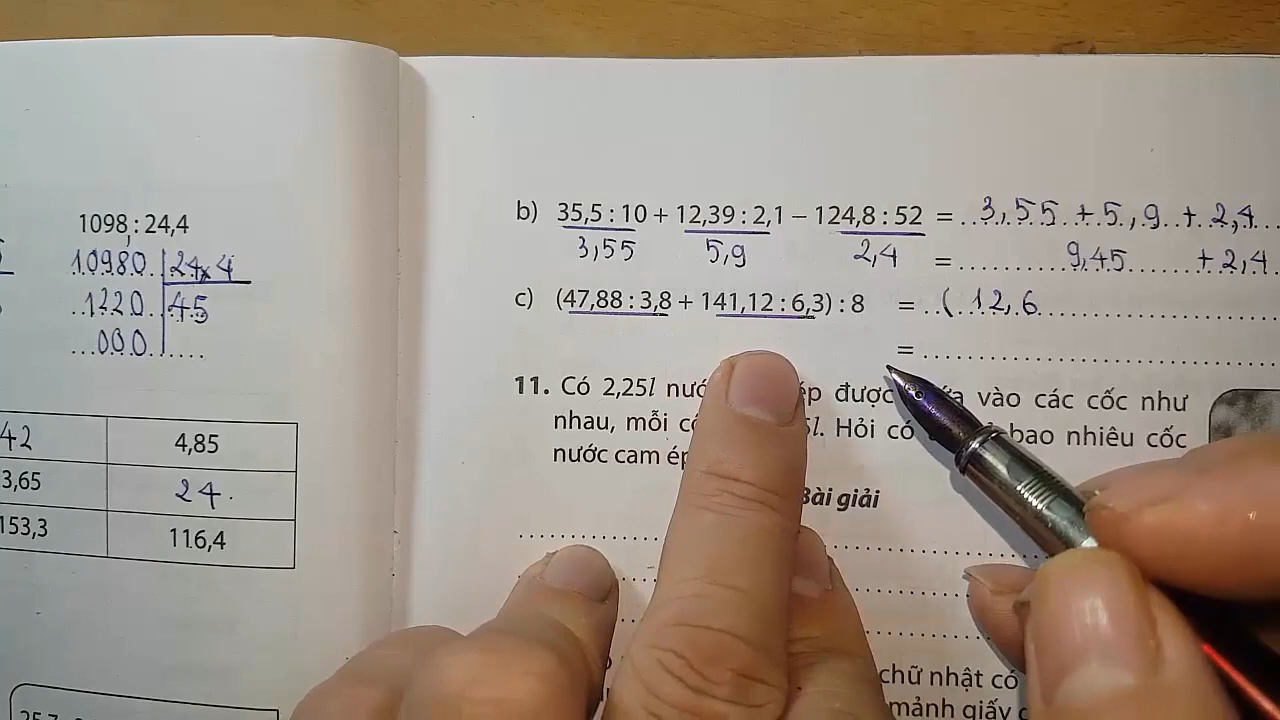 1098 : 24,4
10980 24,4
1220 45
000
42 4,85
3,65 24.
153,3 116,4
b) 35,5 : 10 + 12,39 : 2,1 – 124,8 : 52 = 3,55 + 5,9 + 2,4
3,55 5,9 2,4
= 9,45 + 2,4
c) (47,88 : 3,8 + 141,12 : 6,3) : 8 = ( 12,6
=
11. Có 2,25l được vào các cốc như
nhau, mỗi Hỏi có bao nhiêu cốc
nước cam
Bài giải
chữ nhật có
mảnh giấy